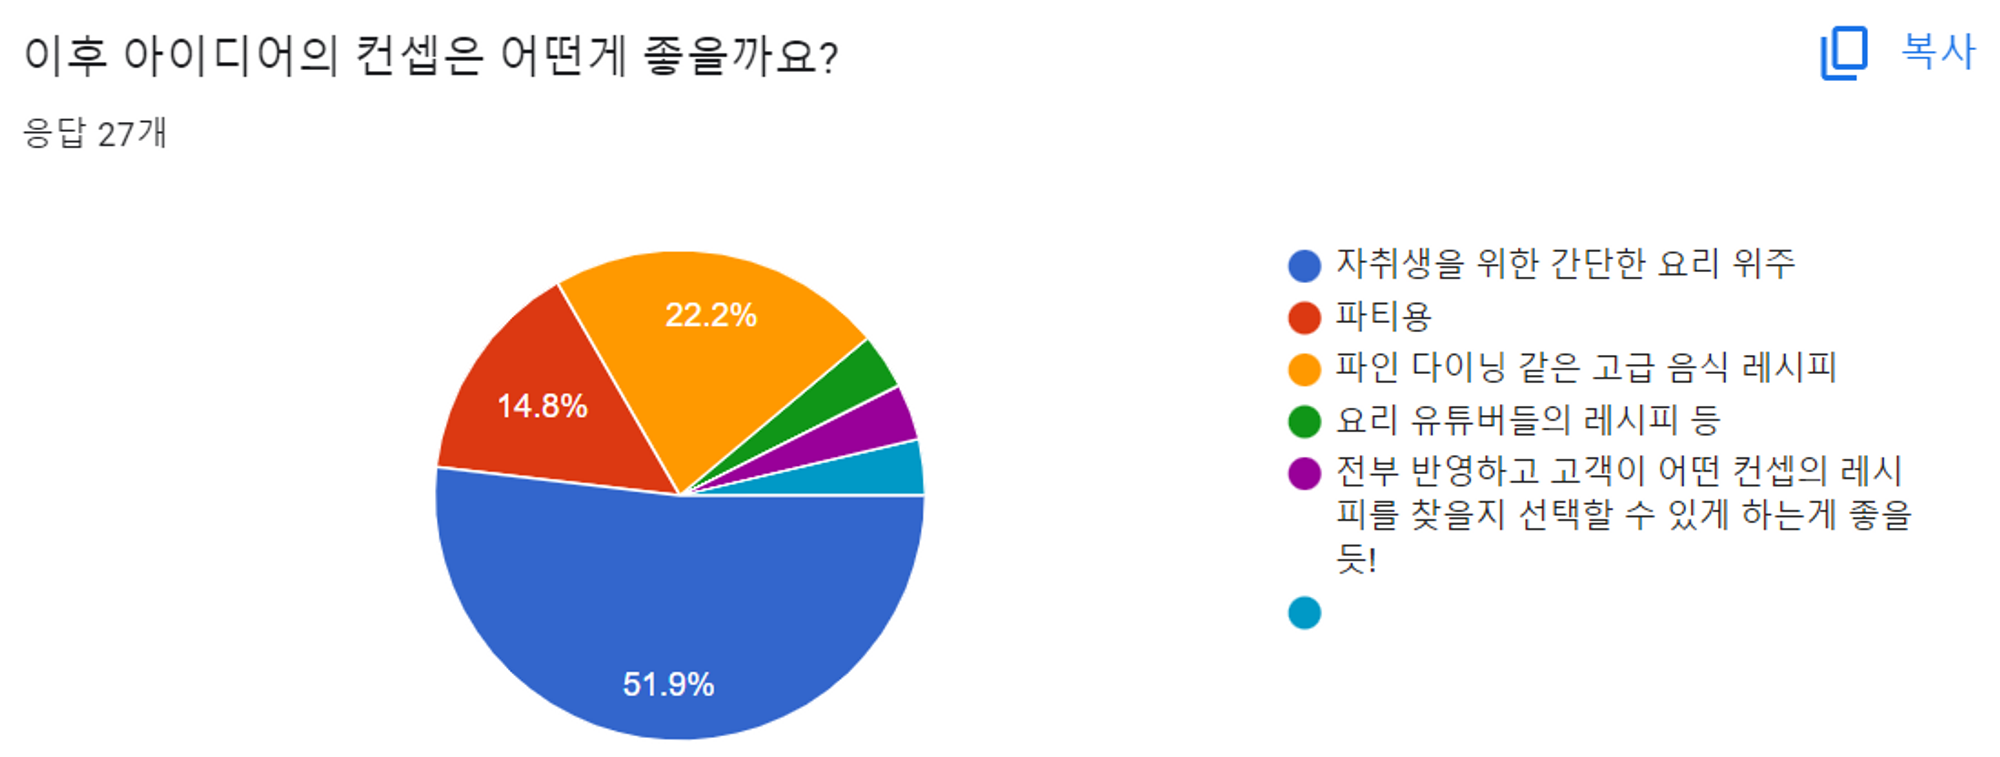 이후 아이디어의 컨셉은 어떤게 좋을까요?
복사
응답 27개
22.2%
14.8%
51.9%
자취생을 위한 간단한 요리 위주
파티용
파인 다이닝 같은 고급 음식 레시피
요리 유튜버들의 레시피 등
전부 반영하고 고객이 어떤 컨셉의 레시
피를 찾을지 선택할 수 있게 하는게 좋을
듯!